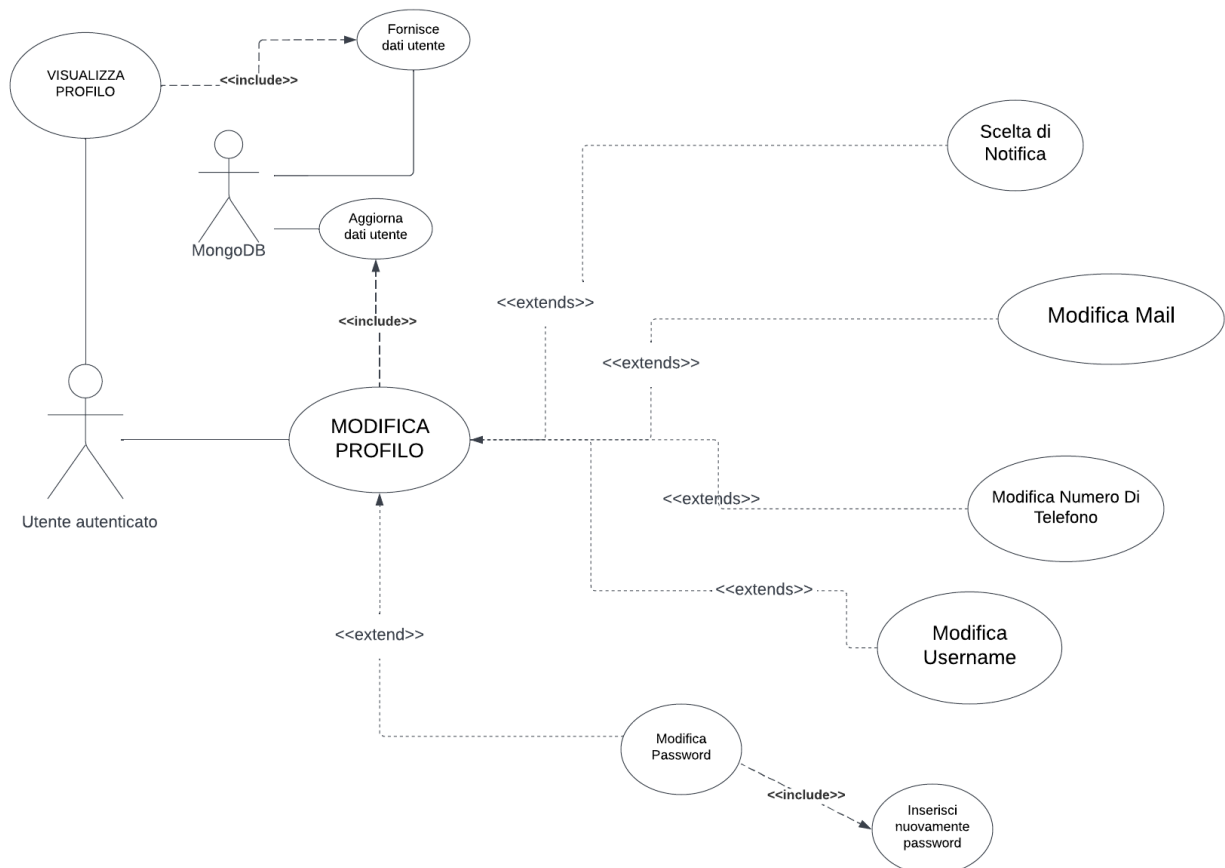 Fornisce
dati utente
VISUALIZZA
PROFILO
<<include>>
Scelta di
Notifica
Aggiorna
dati utente
MongoDB
<<extends>>
<<include>>
Modifica Mail
<<extends>>
MODIFICA
PROFILO
<<extends>>
Modifica Numero Di
Telefono
Utente autenticato
<<extends>>
<<extend>>
Modifica
Username
Modifica
Password
<<include>>
Inserisci
nuovamente
password